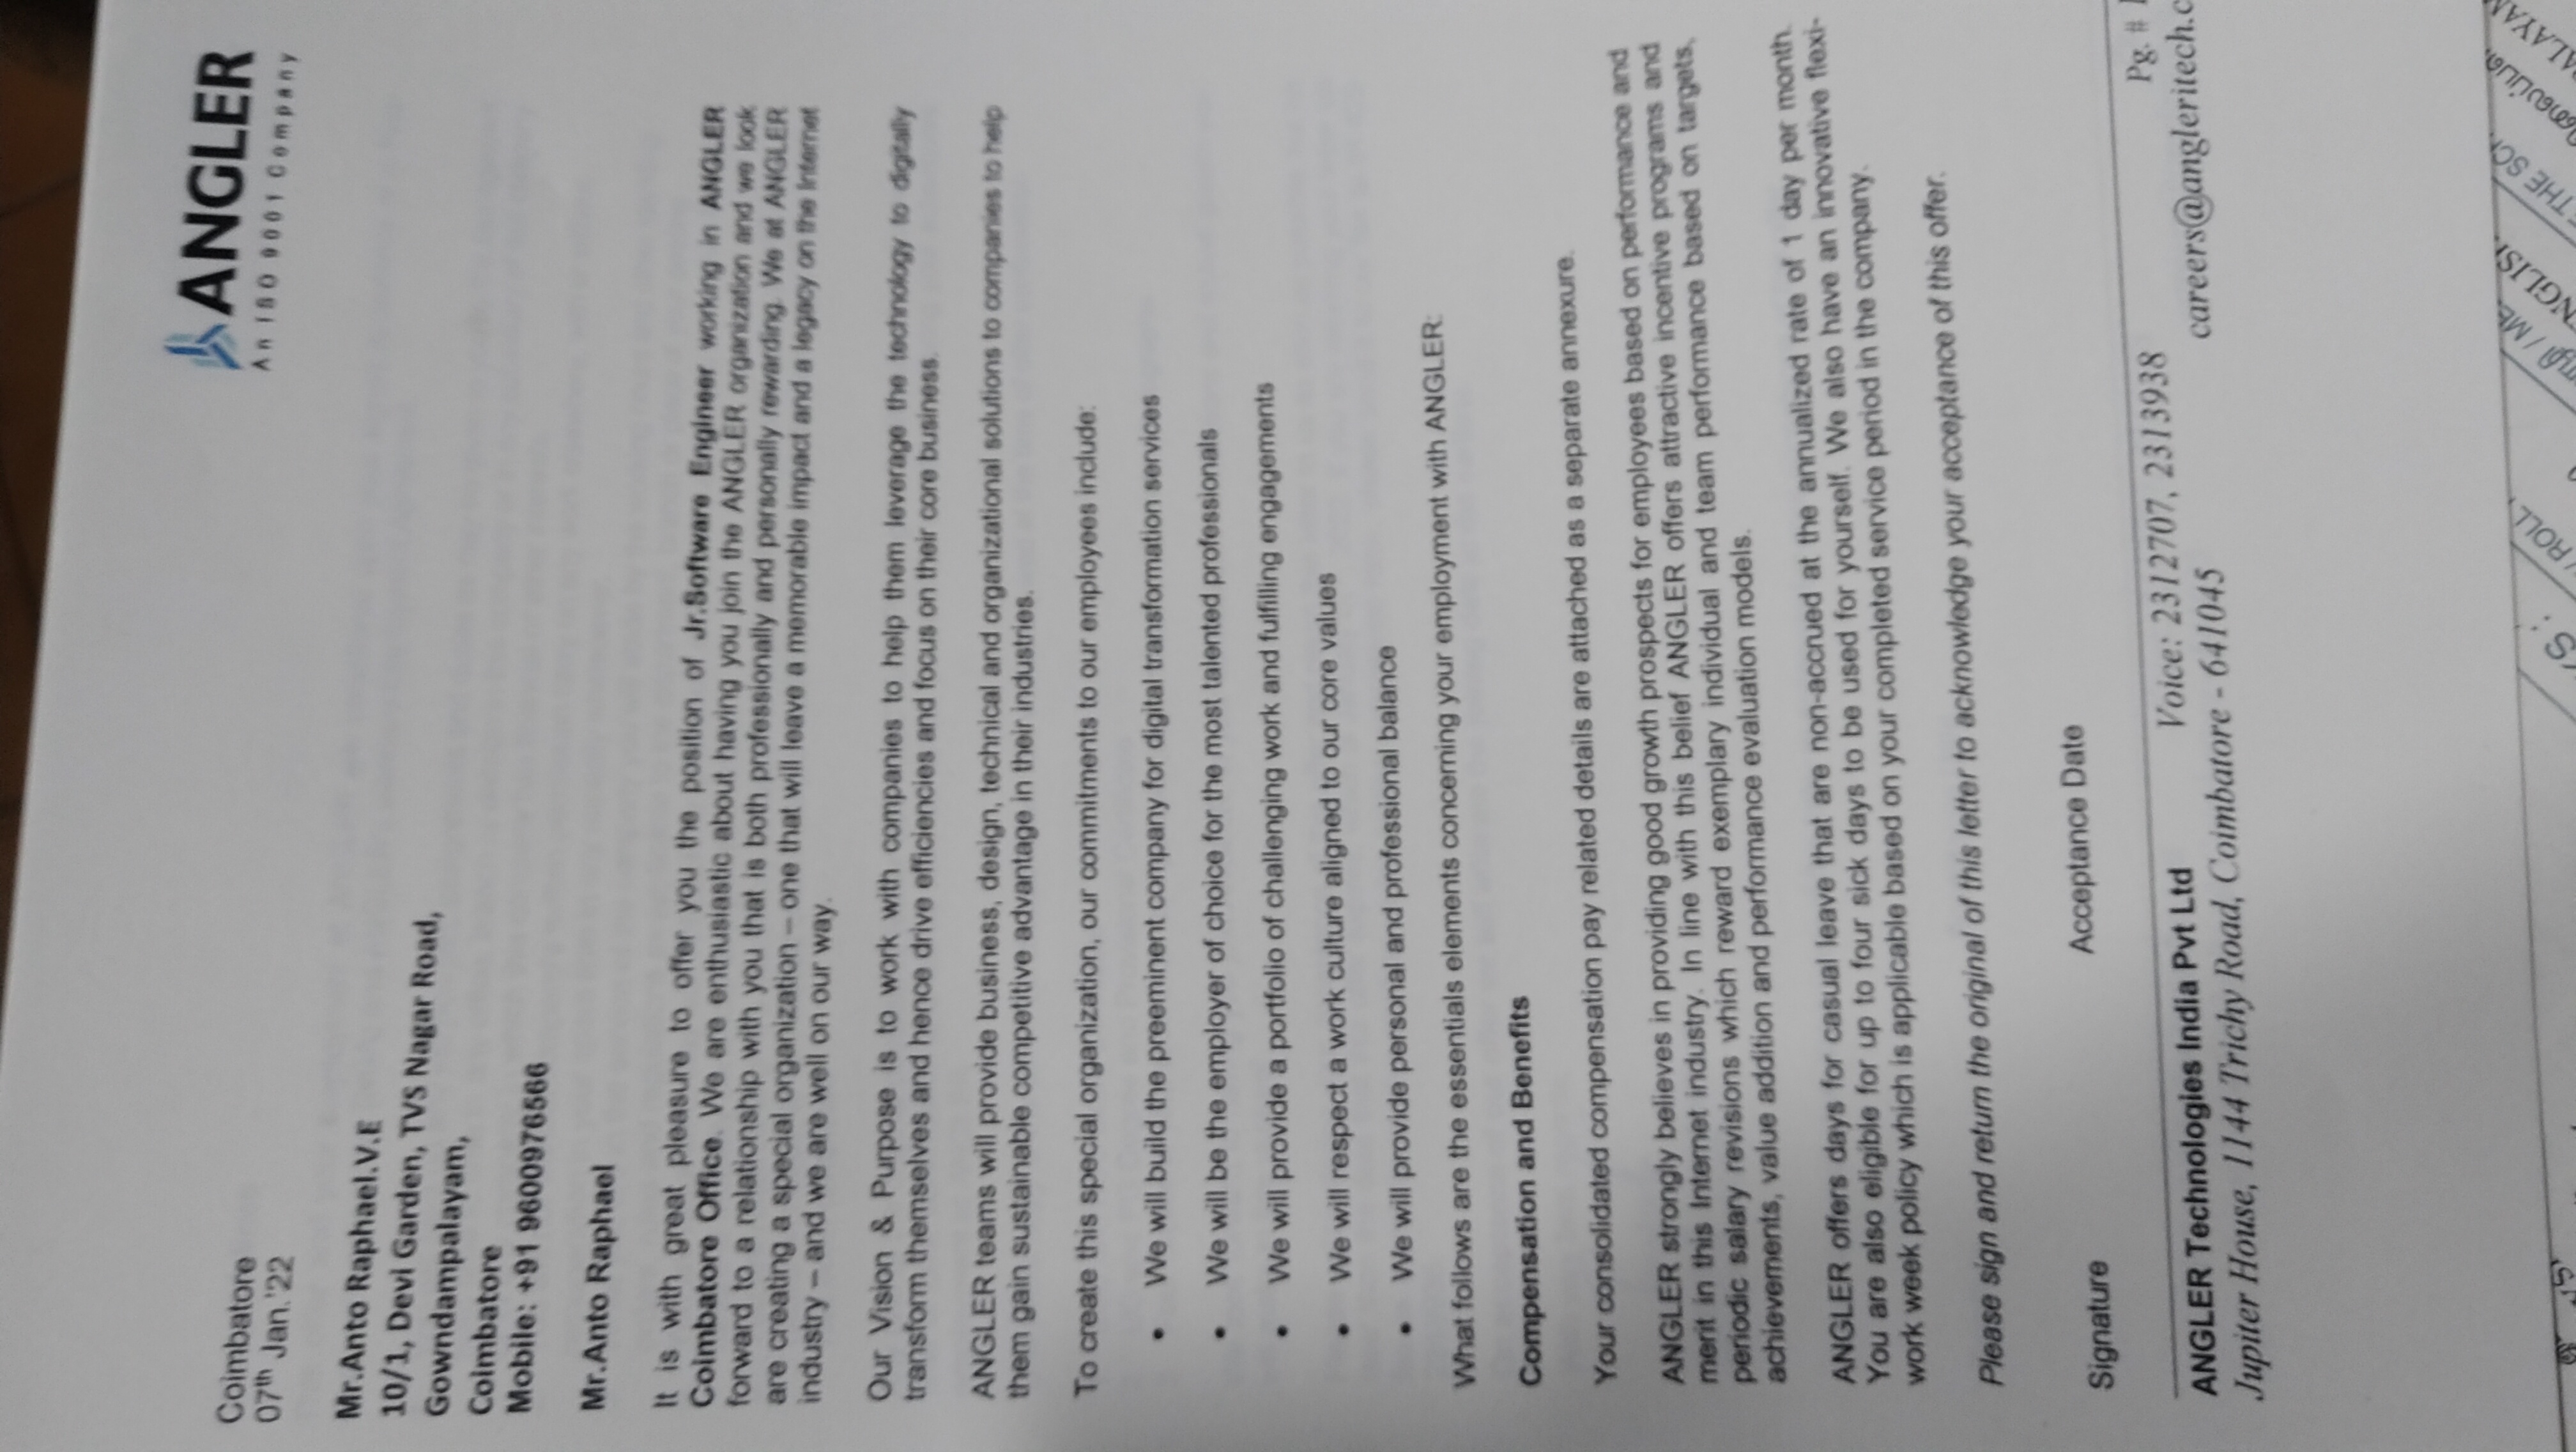 ANGLER
An ISO 9001 Company
Coimbatore
07th Jan.'22
Mr.Anto Raphael.V.E
10/1, Devi Garden, TVS Nagar Road,
Gowndampalayam,
Coimbatore
Mobile: +91 9600976566
Mr.Anto Raphael
It is with great pleasure to offer you the position of Jr.Software Engineer working in ANGLER
Coimbatore Office. We are enthusiastic about having you join the ANGLER organization and we look
forward to a relationship with you that is both professionally and personally rewarding. We at ANGLER
are creating a special organization – one that will leave a memorable impact and a legacy on the Internet
industry – and we are well on our way.
Our Vision & Purpose is to work with companies to help them leverage the technology to digitally
transform themselves and hence drive efficiencies and focus on their core business.
ANGLER teams will provide business, design, technical and organizational solutions to companies to help
them gain sustainable competitive advantage in their industries.
To create this special organization, our commitments to our employees include:
• We will build the preeminent company for digital transformation services
• We will be the employer of choice for the most talented professionals
• We will provide a portfolio of challenging work and fulfilling engagements
• We will respect a work culture aligned to our core values
• We will provide personal and professional balance
What follows are the essentials elements concerning your employment with ANGLER:
Compensation and Benefits
Your consolidated compensation pay related details are attached as a separate annexure.
ANGLER strongly believes in providing good growth prospects for employees based on performance and
merit in this Internet industry. In line with this belief ANGLER offers attractive incentive programs and
periodic salary revisions which reward exemplary individual and team performance based on targets,
achievements, value addition and performance evaluation models.
ANGLER offers days for casual leave that are non-accrued at the annualized rate of 1 day per month.
You are also eligible for up to four sick days to be used for yourself. We also have an innovative flexi-
work week policy which is applicable based on your completed service period in the company.
Please sign and return the original of this letter to acknowledge your acceptance of this offer.
Signature Acceptance Date
ANGLER Technologies India Pvt Ltd Voice: 2312707, 2313938 Pg. # 1
Jupiter House, 1144 Trichy Road, Coimbatore - 641045 careers@angleritech.c
ROLL
THE